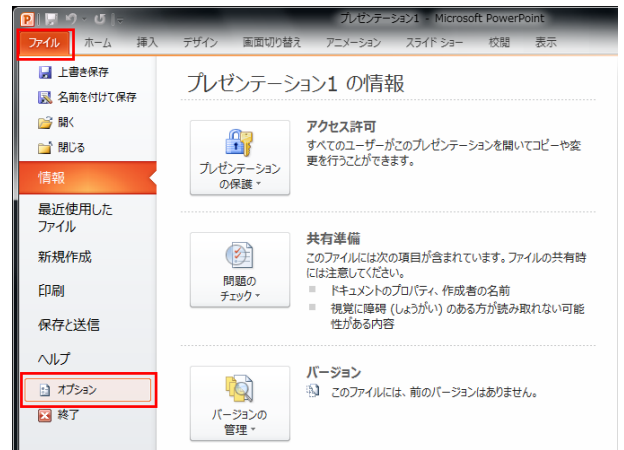 プレゼンテーション1 - Microsoft PowerPoint
ファイル ホーム 挿入 デザイン 画面切り替え アニメーション スライド ショー 校閲 表示
上書き保存
名前を付けて保存
開く
閉じる
情報
最近使用した
ファイル
新規作成
印刷
保存と送信
ヘルプ
オプション
終了
プレゼンテーション1 の情報
プレゼンテーション
の保護
アクセス許可
すべてのユーザーがこのプレゼンテーションを開いてコピーや変
更を行うことができます。
問題の
チェック
共有準備
このファイルには次の項目が含まれています。ファイルの共有時
には注意してください。
ドキュメントのプロパティ、作成者の名前
視覚に障碍 (しょうがい) のある方が読み取れない可能
性がある内容
バージョンの
管理
バージョン
このファイルには、前のバージョンはありません。